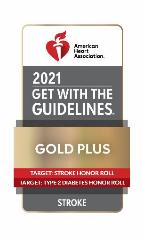 American
Heart
Association.
2021
GET WITH THE
GUIDELINES.
GOLD PLUS
TARGET: STROKE HONOR ROLL
TARGET: TYPE 2 DIABETES HONOR ROLL
STROKE